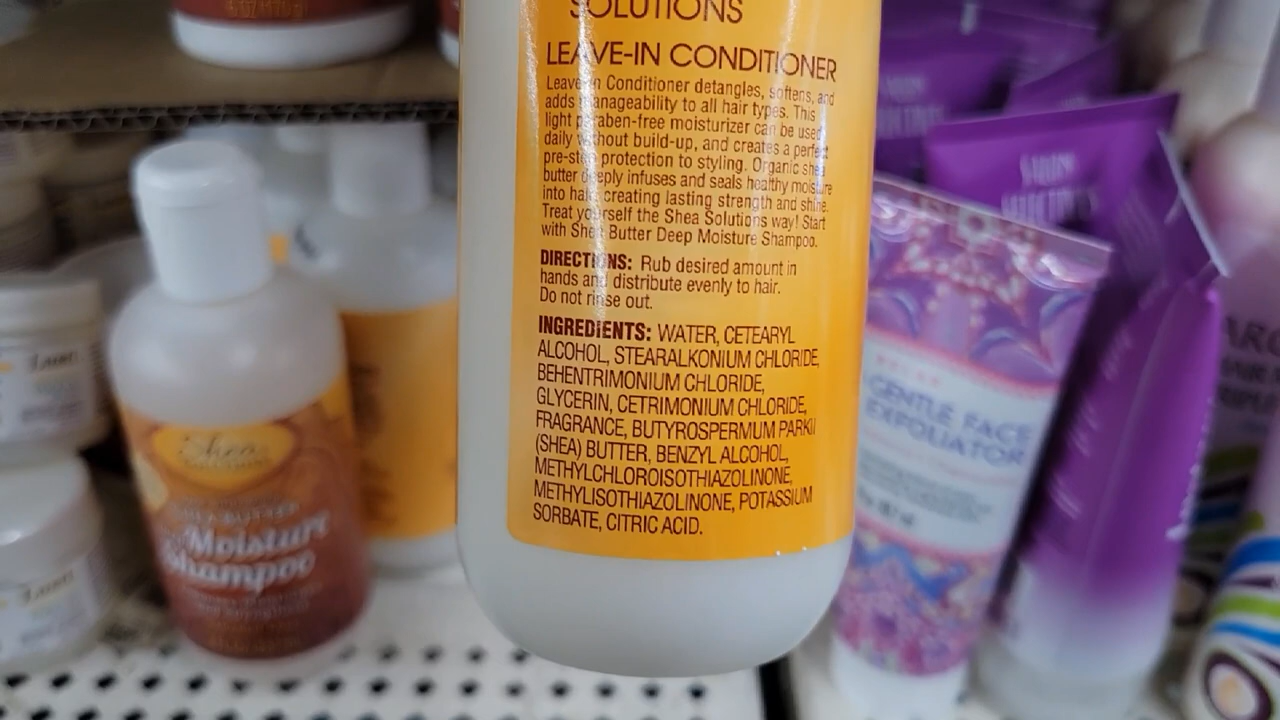 SOLUTIONS
LEAVE-IN CONDITIONER
Leave-in Conditioner detangles, softens, and
adds manageability to all hair types. This
light paraben-free moisturizer can be used
daily without build-up, and creates a perfect
pre-step protection to styling. Organic shea
butter deeply infuses and seals healthy moisture
into hair, creating lasting strength and shine.
Treat yourself the Shea Solutions way! Start
with Shea Butter Deep Moisture Shampoo.
DIRECTIONS: Rub desired amount in
hands and distribute evenly to hair.
Do not rinse out.
INGREDIENTS: WATER, CETEARYL
ALCOHOL, STEARALKONIUM CHLORIDE,
BEHENTRIMONIUM CHLORIDE,
GLYCERIN, CETRIMONIUM CHLORIDE,
FRAGRANCE, BUTYROSPERMUM PARKII
(SHEA) BUTTER, BENZYL ALCOHOL,
METHYLCHLOROISOTHIAZOLINONE,
METHYLISOTHIAZOLINONE, POTASSIUM
SORBATE, CITRIC ACID.
Shea
SHEA BUTTER
Moisture
Shampoo
GENTLE FACE
EXFOLIATOR